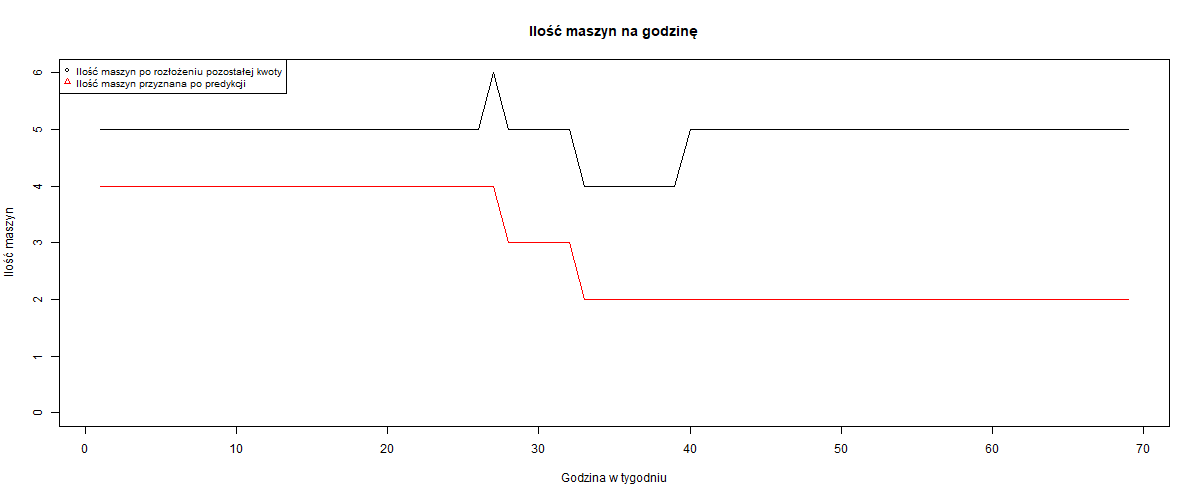 Ilość maszyn na godzinę
Ilość maszyn po rozłożeniu pozostałej kwoty
Ilość maszyn przyznana po predykcji
6
5
4
3
2
1
0
Ilość maszyn
0 10 20 30 40 50 60 70
Godzina w tygodniu